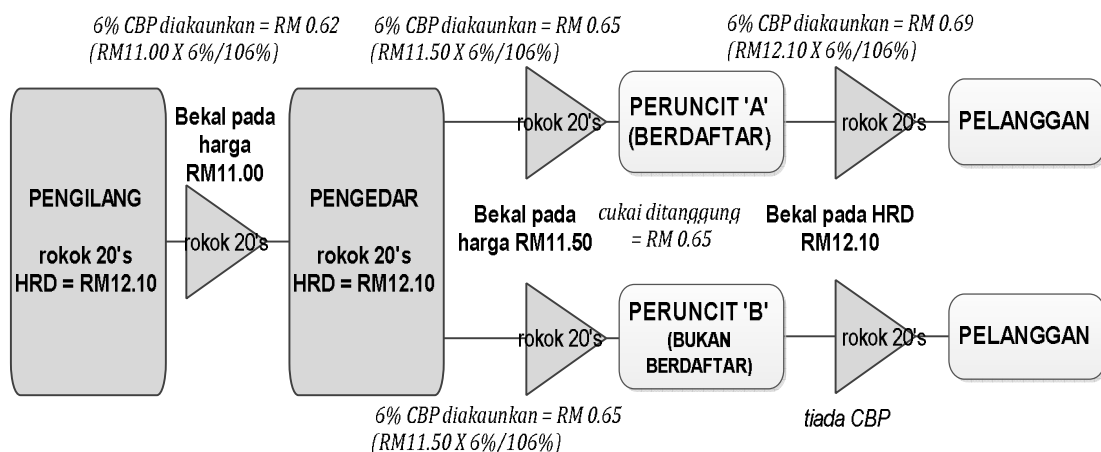 6% CBP diakaunkan = RM 0.62
(RM11.00 X 6%/106%)
6% CBP diakaunkan = RM 0.65
(RM11.50 X 6%/106%)
6% CBP diakaunkan = RM 0.69
(RM12.10 X 6%/106%)
PENGILANG
rokok 20's
HRD = RM12.10
Bekal pada
harga
RM11.00
rokok 20's
PENGEDAR
rokok 20's
HRD = RM12.10
rokok 20's
PERUNCIT 'A'
(BERDAFTAR)
rokok 20's
PELANGGAN
Bekal pada
harga RM11.50
cukai ditanggung
= RM 0.65
Bekal pada HRD
RM12.10
rokok 20's
PERUNCIT 'B'
(BUKAN
BERDAFTAR)
rokok 20's
PELANGGAN
6% CBP diakaunkan = RM 0.65
(RM11.50 X 6%/106%)
tiada CBP